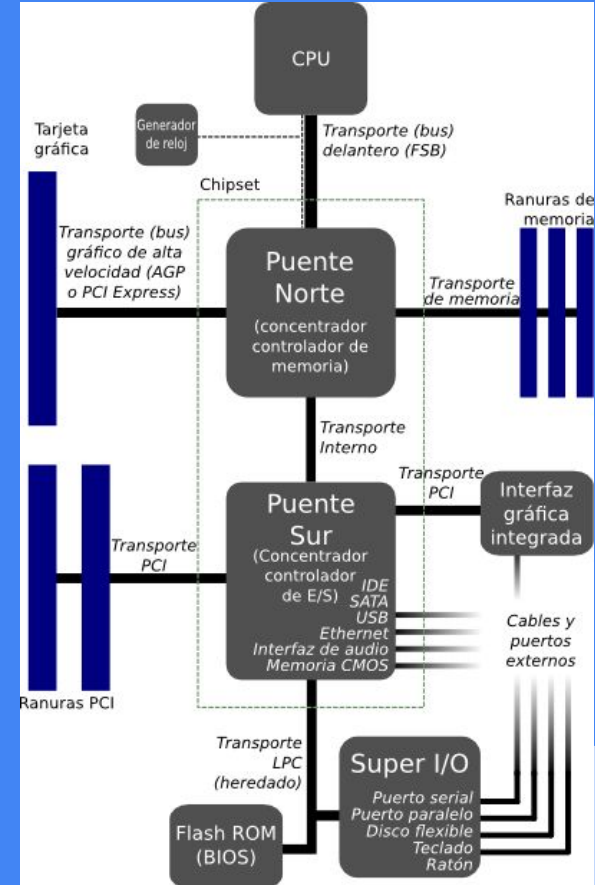 CPU
Generador
de reloj
Transporte (bus)
delantero (FSB)
Tarjeta
gráfica
Chipset
Ranuras de
memoria
Transporte (bus)
gráfico de alta
velocidad (AGP
o PCI Express)
Puente
Norte
(concentrador
controlador de
memoria)
Transporte
de memoria
Transporte
Interno
Transporte
PCI
Interfaz
gráfica
integrada
Puente
Sur
(Concentrador
controlador
de E/S)
IDE
SATA
USB
Ethernet
Interfaz de audio
Memoria CMOS
Transporte
PCI
Cables y
puertos
externos
Ranuras PCI
Transporte
LPC
(heredado)
Super I/O
Puerto serial
Puerto paralelo
Disco flexible
Teclado
Ratón
Flash ROM
(BIOS)